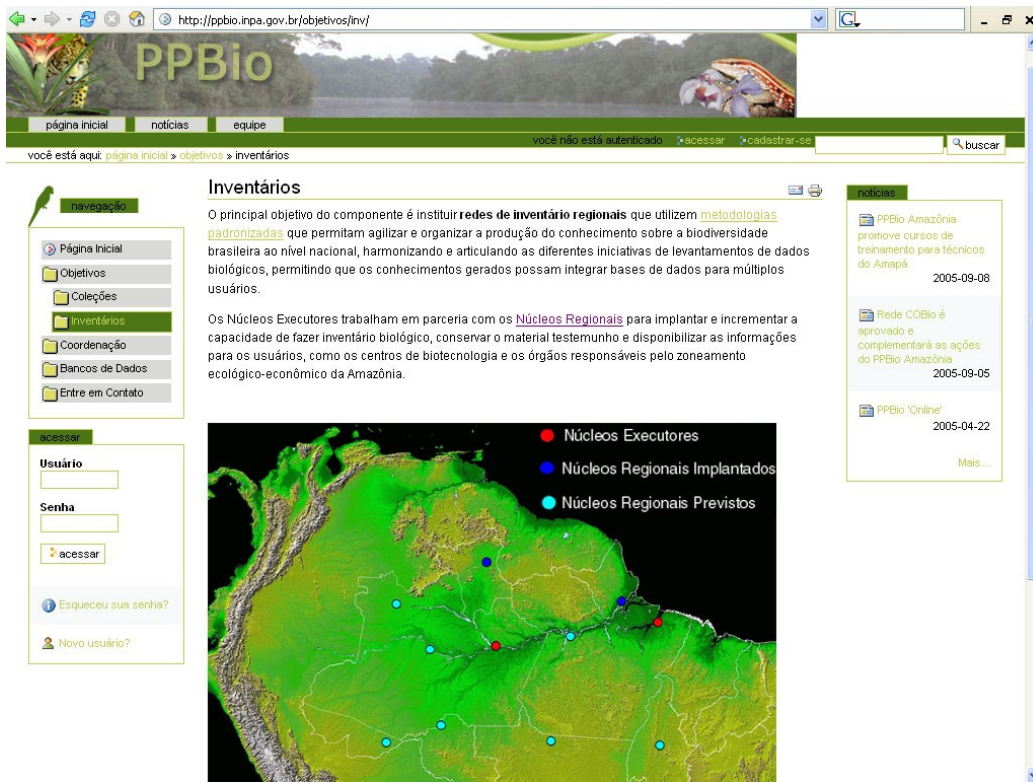 http://ppbio.inpa.gov.br/objetivos/inv/
G
PPBio
página inicial
notícias
equipe
você não está autenticado
acessar
cadastrar-se
buscar
você está aqui: página inicial » objetivos » inventários
navegação
Página Inicial
Objetivos
Coleções
Inventários
Coordenação
Bancos de Dados
Entre em Contato
acessar
Usuário
Senha
acessar
Esqueceu sua senha?
Novo usuário?
Inventários
O principal objetivo do componente é instituir redes de inventário regionais que utilizem metodologias
padronizadas que permitam agilizar e organizar a produção do conhecimento sobre a biodiversidade
brasileira ao nível nacional, harmonizando e articulando as diferentes iniciativas de levantamentos de dados
biológicos, permitindo que os conhecimentos gerados possam integrar bases de dados para múltiplos
usuários.
Os Núcleos Executores trabalham em parceria com os Núcleos Regionais para implantar e incrementar a
capacidade de fazer inventário biológico, conservar o material testemunho e disponibilizar as informações
para os usuários, como os centros de biotecnologia e os órgãos responsáveis pelo zoneamento
ecológico-econômico da Amazônia.
Núcleos Executores
Núcleos Regionais Implantados
Núcleos Regionais Previstos
notícias
PPBio Amazônia
promove cursos de
treinamento para técnicos
do Amapá
2005-09-08
Rede COBio é
aprovado e
complementará as ações
do PPBio Amazônia
2005-09-05
PPBio 'Online'
2005-04-22
Mais...